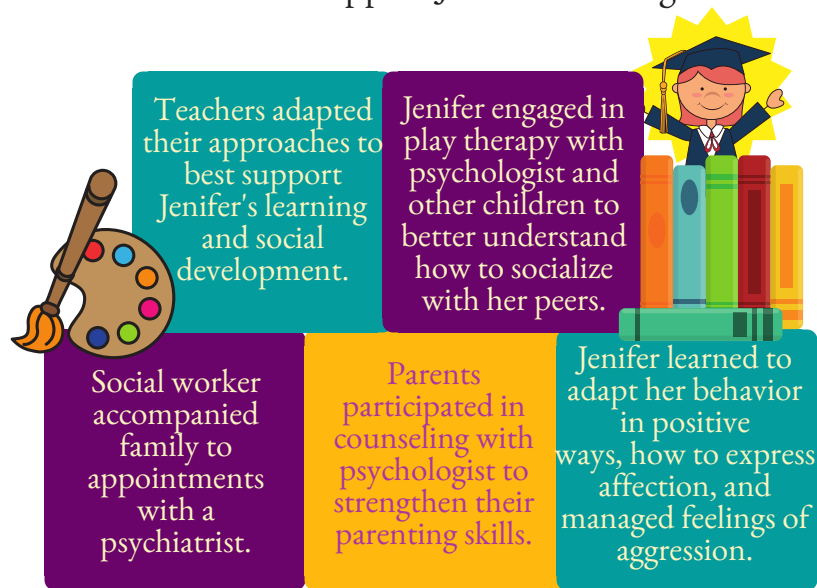 Teachers adapted
their approaches to
best support
Jenifer's learning
and social
development.
Jenifer engaged in
play therapy with
psychologist and
other children to
better understand
how to socialize
with her peers.
Social worker
accompanied
family to
appointments
with a
psychiatrist.
Parents
participated in
counseling with
psychologist to
strengthen their
parenting skills.
Jenifer learned to
adapt her behavior
in positive
ways, how to express
affection, and
managed feelings of
aggression.